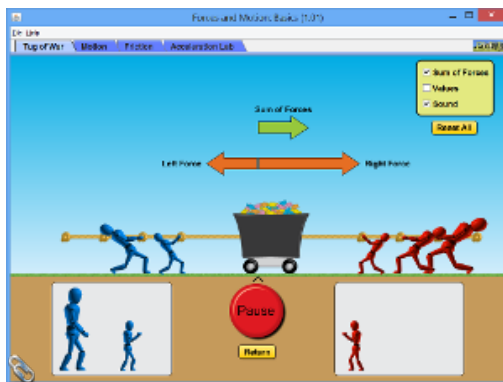 Forces and Motion: Basics (1.01)
Tug of War Motion Friction Acceleration Lab
Sum of Forces
Values
Sound
Reset All
Sum of Forces
Left Force Right Force
Pause
Return